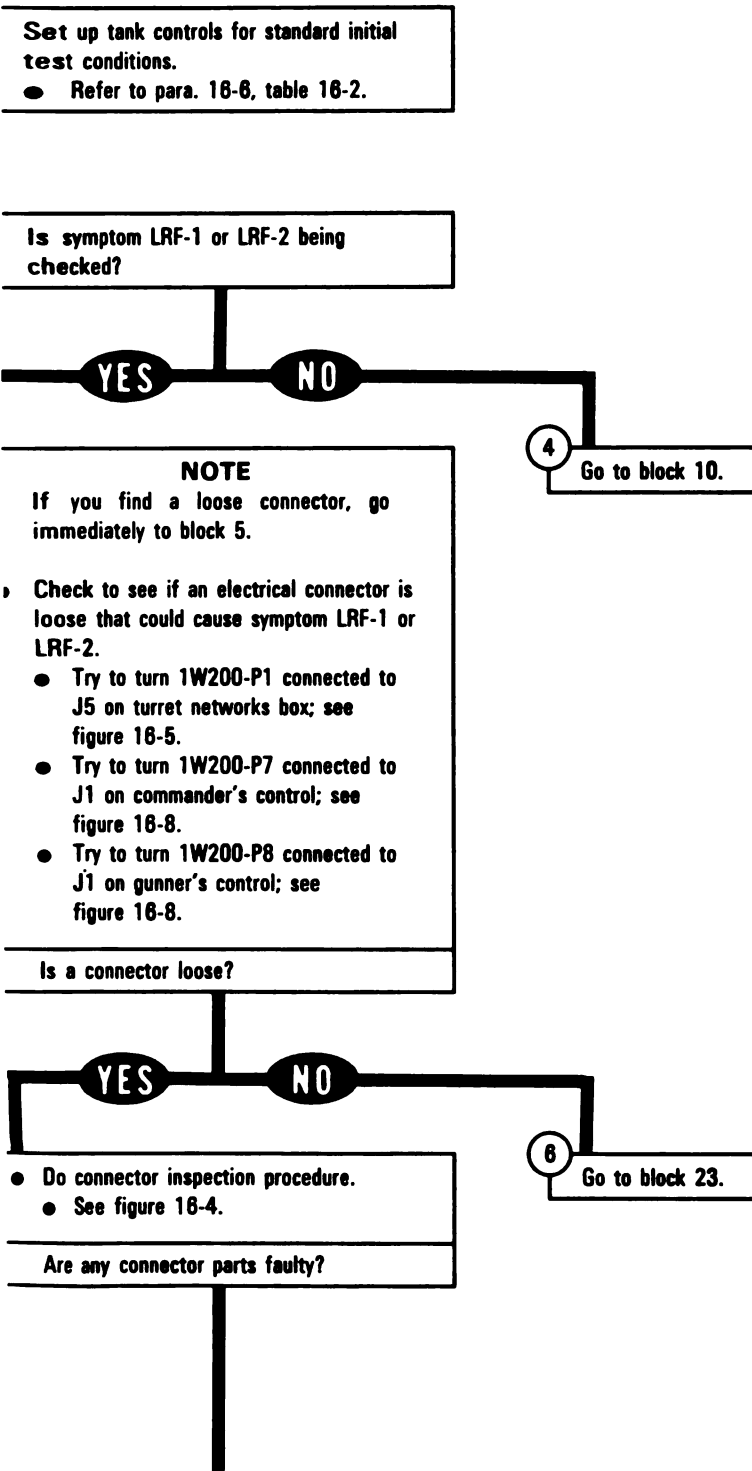 Set up tank controls for standard initial
test conditions.
● Refer to para. 16-6, table 16-2.
Is symptom LRF-1 or LRF-2 being
checked?
YES
NO
4
Go to block 10.
NOTE
If you find a loose connector, go
immediately to block 5.
Check to see if an electrical connector is
loose that could cause symptom LRF-1 or
LRF-2.
● Try to turn 1W200-P1 connected to
J5 on turret networks box; see
figure 16-5.
● Try to turn 1W200-P7 connected to
J1 on commander's control; see
figure 16-8.
● Try to turn 1W200-P8 connected to
J1 on gunner's control; see
figure 16-8.
Is a connector loose?
YES
NO
6
Go to block 23.
● Do connector inspection procedure.
● See figure 16-4.
Are any connector parts faulty?